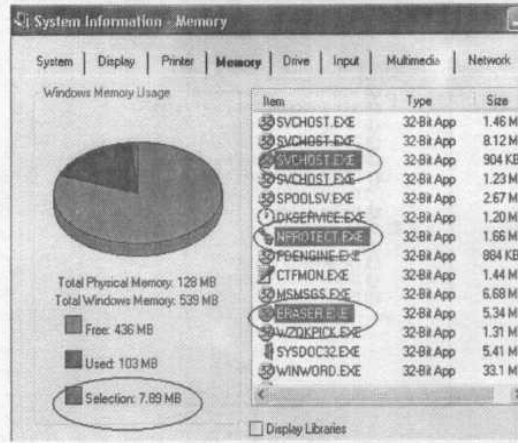 System Information - Memory
System Display Printer Memory Drive Input Multimedia Network
Windows Memory Usage
Item Type Size
SVCHOST.EXE 32-Bit App 1.46 M
SVCHOST.EXE 32-Bit App 8.12 M
SVCHOST.EXE 32-Bit App 904 KB
SVCHOST.EXE 32-Bit App 1.23 M
SPOOLSV.EXE 32-Bit App 2.67 M
DKSERVICE.EXE 32-Bit App 1.20 M
NPROTECT.EXE 32-Bit App 1.66 M
PDENGINE.EXE 32-Bit App 884 KB
CTFMON.EXE 32-Bit App 1.44 M
MSMSGS.EXE 32-Bit App 6.68 M
ERASER.EXE 32-Bit App 5.34 M
WZQKPICK.EXE 32-Bit App 1.31 M
SYSDOC32.EXE 32-Bit App 5.41 M
WINWORD.EXE 32-Bit App 33.1 M
Total Physical Memory: 128 MB
Total Windows Memory: 539 MB
Free: 436 MB
Used: 103 MB
Selection: 7.89 MB
Display Libraries